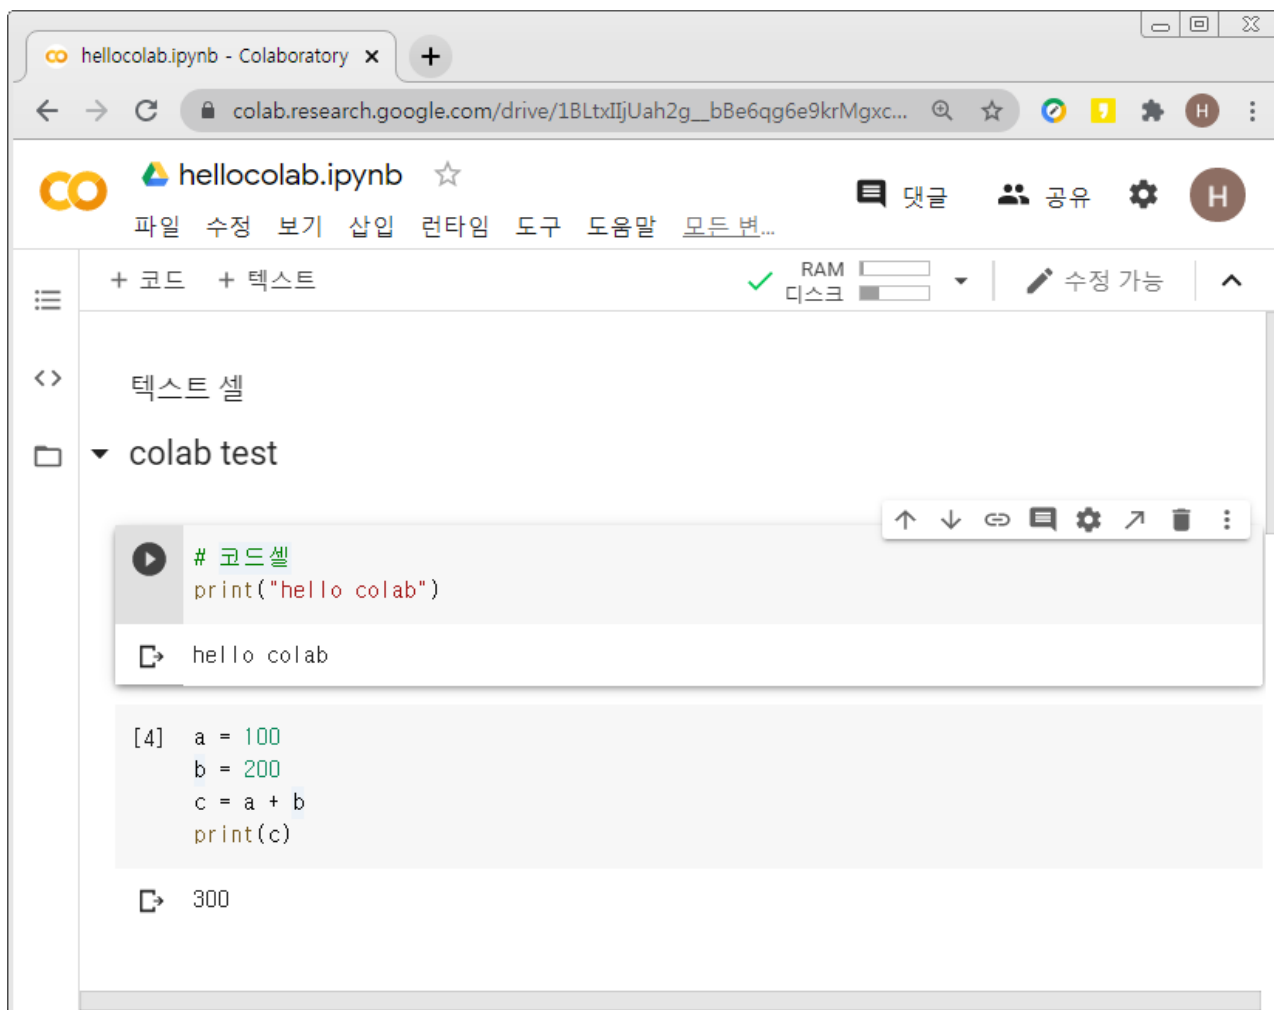 hellocolab.ipynb - Colaboratory
colab.research.google.com/drive/1BLtxIIjUah2g__bBe6qg6e9krMgxc...
H
hellocolab.ipynb
댓글 공유 H
파일 수정 보기 삽입 런타임 도구 도움말 모든 변...
+ 코드 + 텍스트
RAM
디스크
수정 가능
텍스트 셀
colab test
# 코드셀
print("hello colab")
hello colab
[4] a = 100
b = 200
c = a + b
print(c)
300